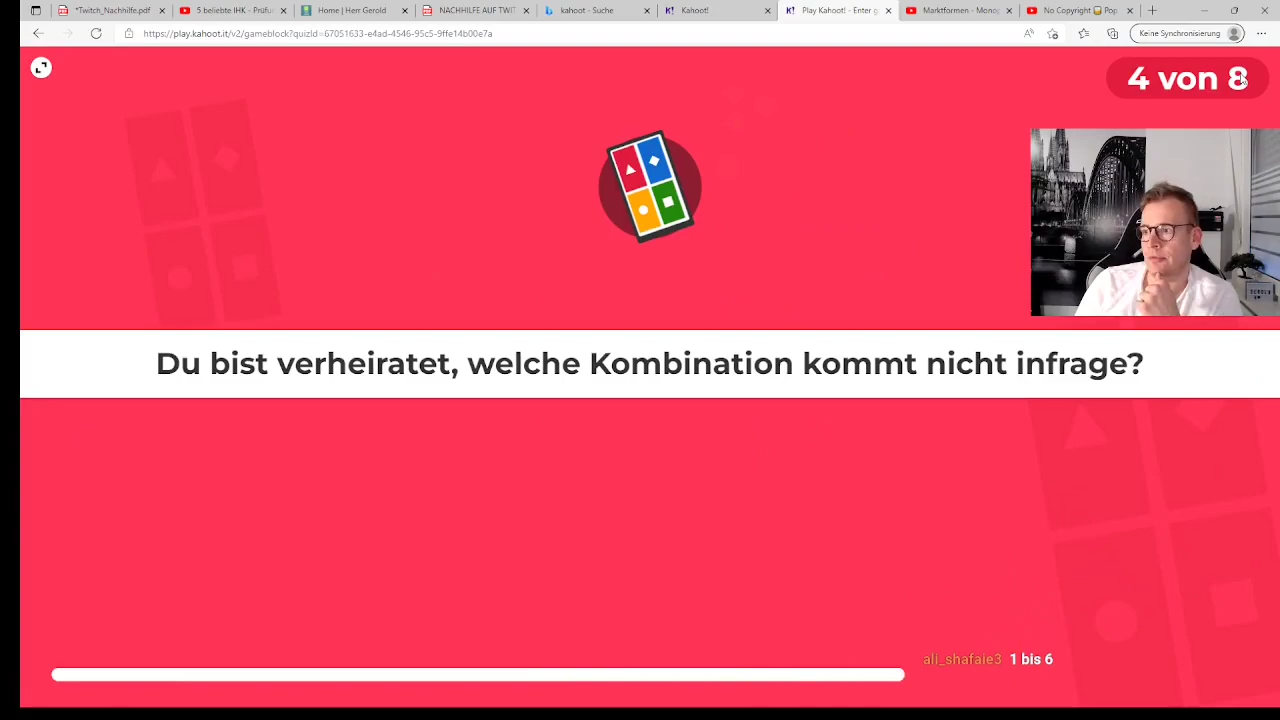 *Twitch_Nachhilfe.pdf
5 beliebte IHK - Prüfu
Home | Herr Gerold
NACHHILFE AUF TWIT
kahoot - Suche
Kahoot!
Play Kahoot! - Enter g
Marktformen - Monop
No Copyright 😀 Pop
https://play.kahoot.it/v2/gameblock?quizId=67051633-e4ad-4546-95c5-9ffe14b00e7a
Keine Synchronisierung
4 von 8
Du bist verheiratet, welche Kombination kommt nicht infrage?
ali_shafaie3 1 bis 6